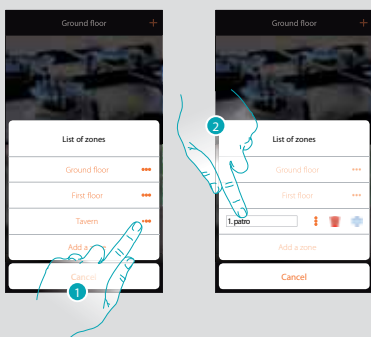 Ground floor +
List of zones
Ground floor
First floor
Tavern
Add a zone
Cancel
1
Ground floor +
2
List of zones
Ground floor
First floor
1. patro
Add a zone
Cancel